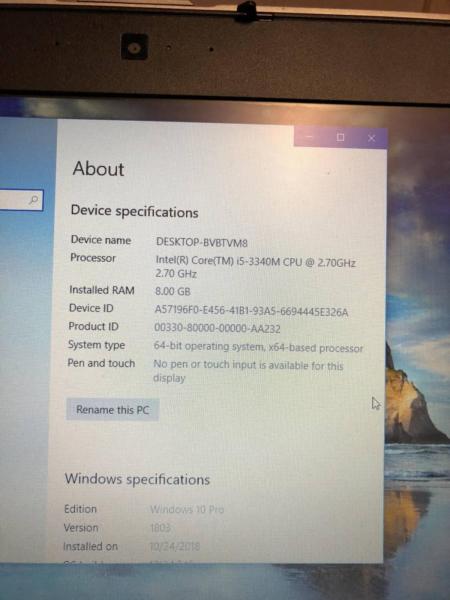 About
Device specifications
Device name DESKTOP-BVBTVM8
Processor Intel(R) Core(TM) i5-3340M CPU @ 2.70GHz
2.70 GHz
Installed RAM 8.00 GB
Device ID A57196F0-E456-41B1-93A5-6694445E326A
Product ID 00330-80000-00000-AA232
System type 64-bit operating system, x64-based processor
Pen and touch No pen or touch input is available for this
display
Rename this PC
Windows specifications
Edition Windows 10 Pro
Version 1803
Installed on 10/24/2018